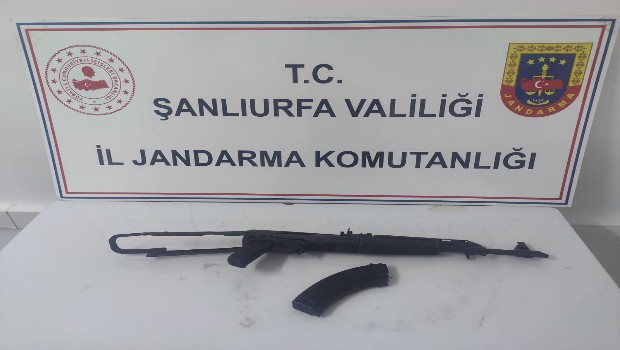 T.C.
ŞANLIURFA VALİLİĞİ
İL JANDARMA KOMUTANLIĞI
JANDARMA